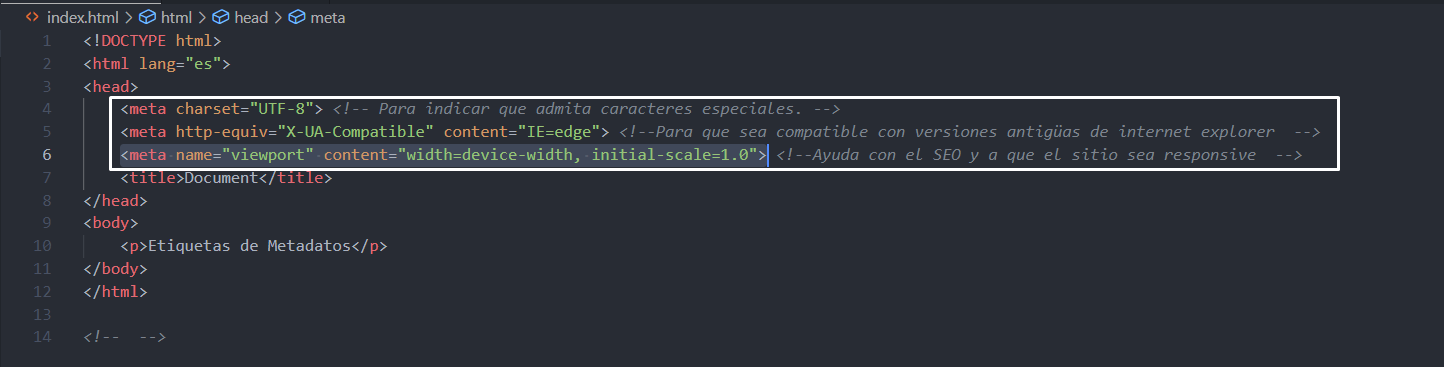 index.html > html > head > meta
1 <!DOCTYPE html>
2 <html lang="es">
3 <head>
4 <meta charset="UTF-8"> <!-- Para indicar que admita caracteres especiales. -->
5 <meta http-equiv="X-UA-Compatible" content="IE=edge"> <!--Para que sea compatible con versiones antigüas de internet explorer  -->
6 <meta name="viewport" content="width=device-width, initial-scale=1.0"> <!--Ayuda con el SEO y a que el sitio sea responsive  -->
7 <title>Document</title>
8 </head>
9 <body>
10 <p>Etiquetas de Metadatos</p>
11 </body>
12 </html>
13
14 <!--  -->